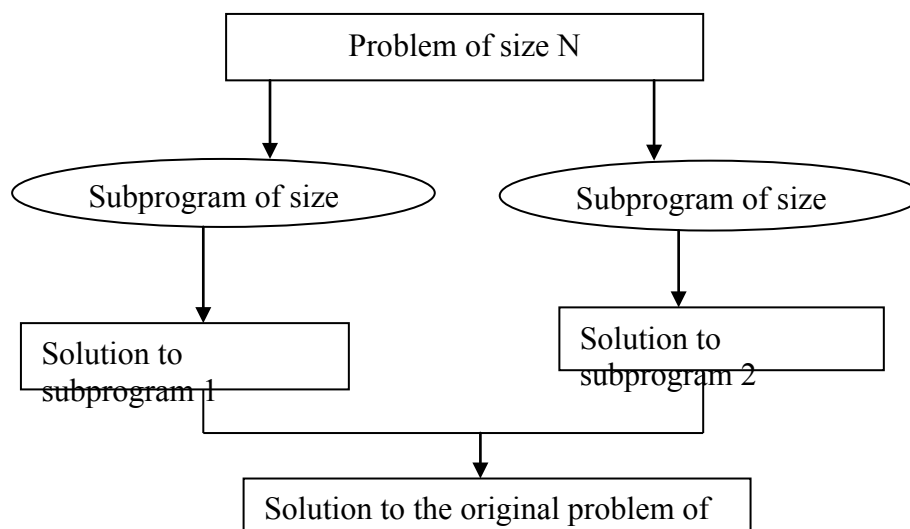 Problem of size N
Subprogram of size
Subprogram of size
Solution to
subprogram 1
Solution to
subprogram 2
Solution to the original problem of